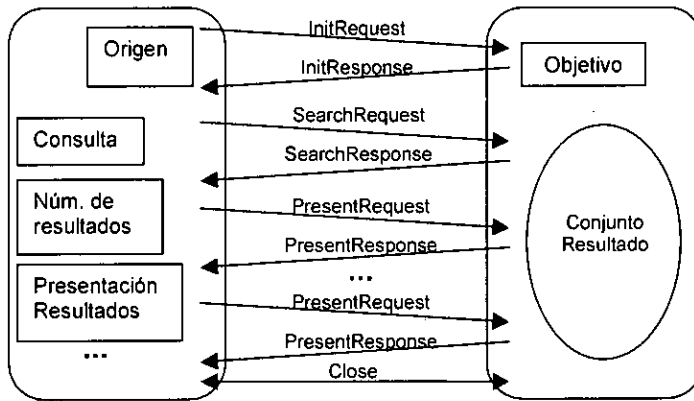 InitRequest
Origen
InitResponse
Objetivo
SearchRequest
Consulta
SearchResponse
Núm. de
resultados
PresentRequest
Conjunto
Resultado
PresentResponse
...
Presentación
Resultados
PresentRequest
...
PresentResponse
Close